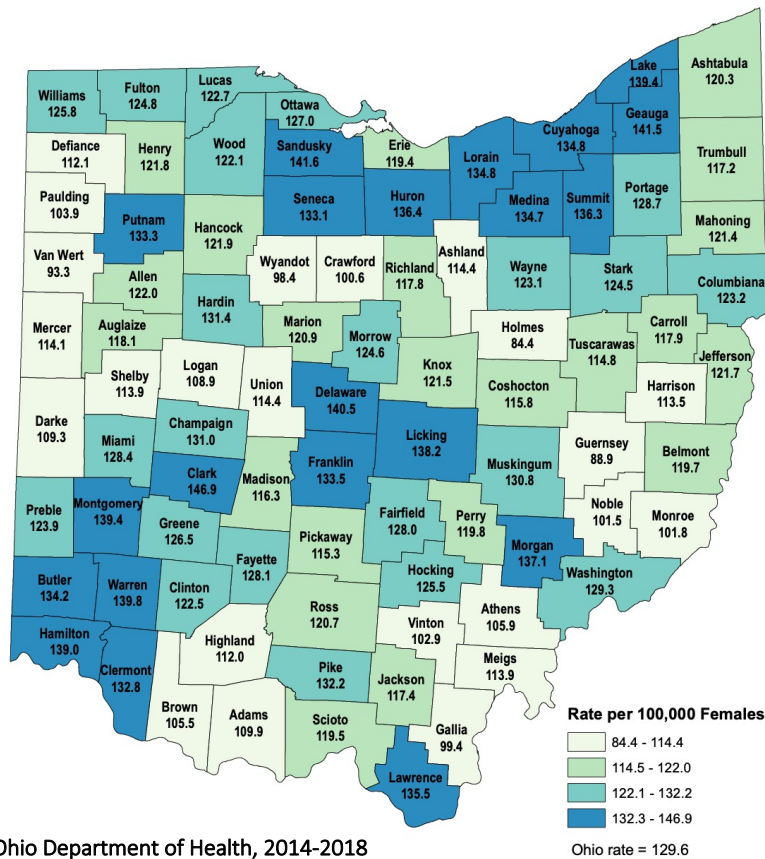 Lake
139.4
Ashtabula
120.3
Williams
125.8
Fulton
124.8
Lucas
122.7
Ottawa
127.0
Geauga
141.5
Cuyahoga
134.8
Defiance
112.1
Henry
121.8
Wood
122.1
Sandusky
141.6
Erie
119.4
Lorain
134.8
Trumbull
117.2
Paulding
103.9
Putnam
133.3
Seneca
133.1
Huron
136.4
Medina
134.7
Summit
136.3
Portage
128.7
Mahoning
121.4
Hancock
121.9
Van Wert
93.3
Allen
122.0
Wyandot
98.4
Crawford
100.6
Richland
117.8
Ashland
114.4
Wayne
123.1
Stark
124.5
Columbiana
123.2
Hardin
131.4
Mercer
114.1
Auglaize
118.1
Marion
120.9
Morrow
124.6
Holmes
84.4
Tuscarawas
114.8
Carroll
117.9
Jefferson
121.7
Shelby
113.9
Logan
108.9
Union
114.4
Knox
121.5
Coshocton
115.8
Harrison
113.5
Darke
109.3
Delaware
140.5
Champaign
131.0
Miami
128.4
Licking
138.2
Guernsey
88.9
Belmont
119.7
Clark
146.9
Madison
116.3
Franklin
133.5
Muskingum
130.8
Preble
123.9
Montgomery
139.4
Greene
126.5
Fairfield
128.0
Perry
119.8
Noble
101.5
Monroe
101.8
Pickaway
115.3
Morgan
137.1
Fayette
128.1
Hocking
125.5
Washington
129.3
Butler
134.2
Warren
139.8
Clinton
122.5
Ross
120.7
Athens
105.9
Vinton
102.9
Hamilton
139.0
Highland
112.0
Meigs
113.9
Clermont
132.8
Pike
132.2
Jackson
117.4
Brown
105.5
Adams
109.9
Scioto
119.5
Gallia
99.4
Lawrence
135.5
Rate per 100,000 Females
84.4 - 114.4
114.5 - 122.0
122.1 - 132.2
132.3 - 146.9
Ohio rate = 129.6
Ohio Department of Health, 2014-2018